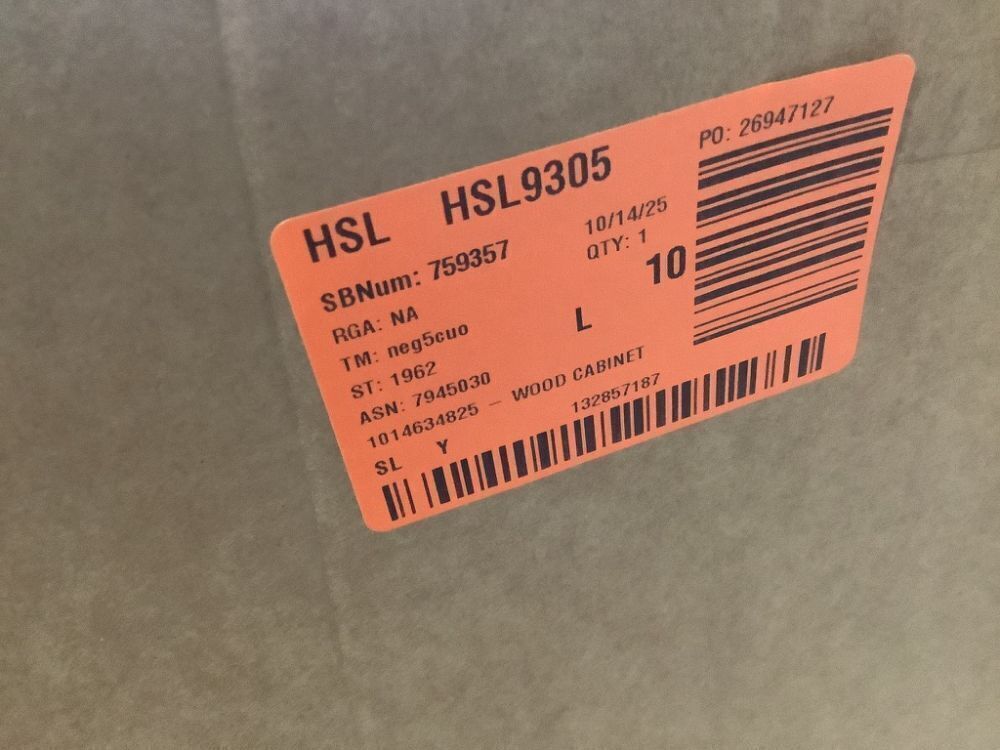 HSL HSL9305
PO: 26947127
SBNum: 759357
10/14/25
RGA: NA
QTY: 1
TM: neg5cuo
L
10
ST: 1962
ASN: 7945030
1014634825 - WOOD CABINET
SL Y
132857187